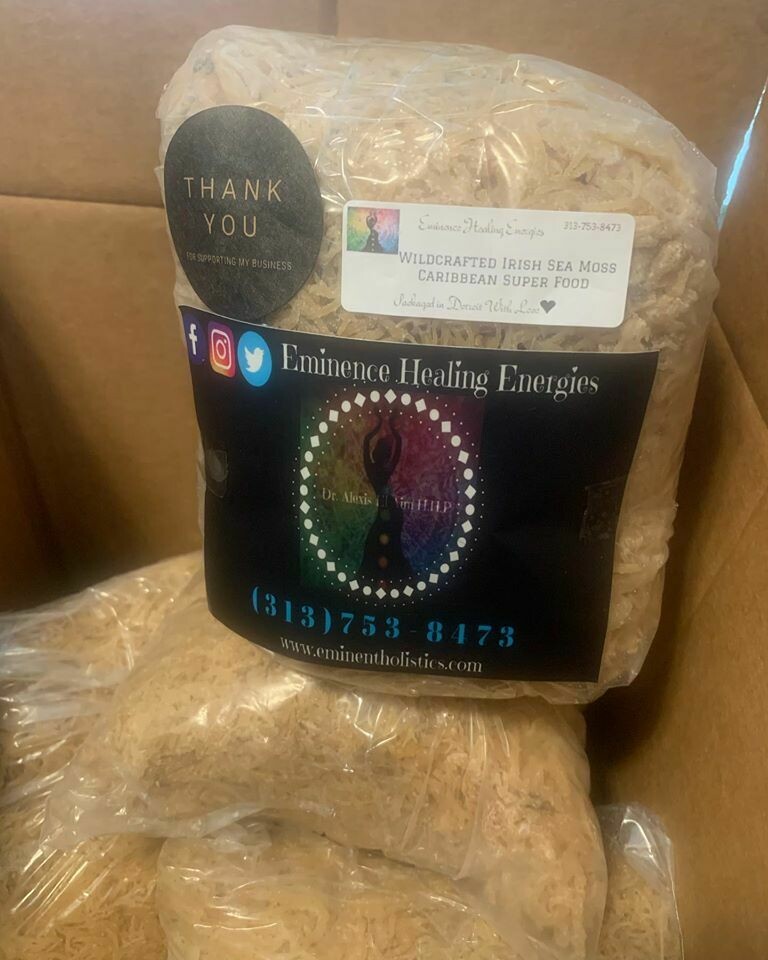 THANK
YOU
FOR SUPPORTING MY BUSINESS
Eminence Healing Energies 313-753-8473
WILDCRAFTED IRISH SEA MOSS
CARIBBEAN SUPER FOOD
Packaged in Detroit With Love
Eminence Healing Energies
Dr. Alexis H.H.P
(313)753-8473
www.eminentholistics.com